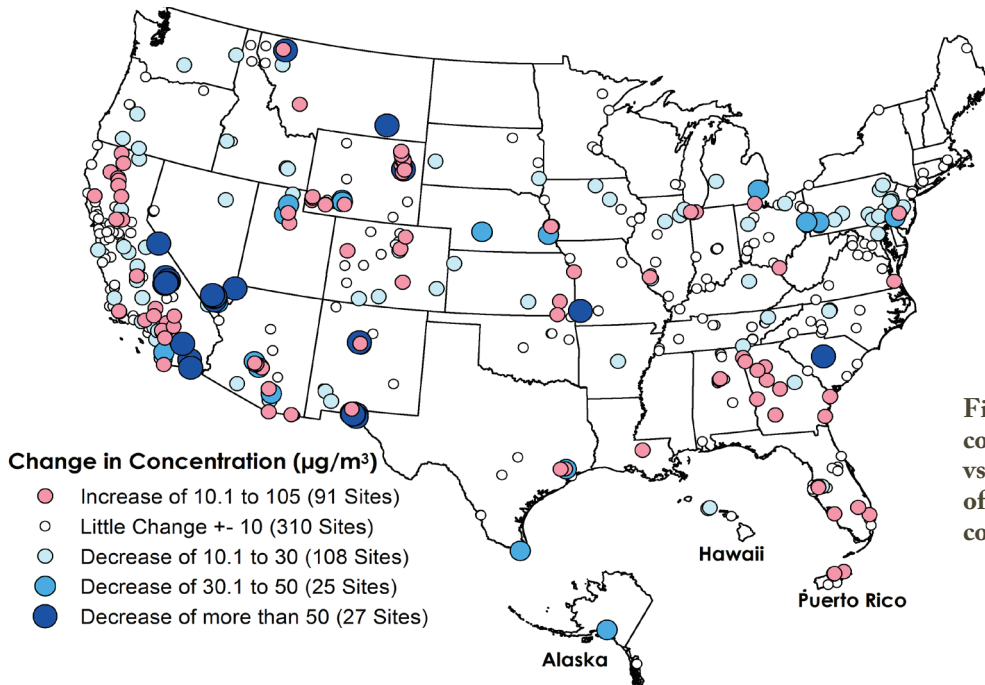 Change in Concentration (µg/m³)
Increase of 10.1 to 105 (91 Sites)
Little Change +- 10 (310 Sites)
Decrease of 10.1 to 30 (108 Sites)
Decrease of 30.1 to 50 (25 Sites)
Decrease of more than 50 (27 Sites)
Hawaii
Puerto Rico
Alaska
Fi
co
vs
of
co